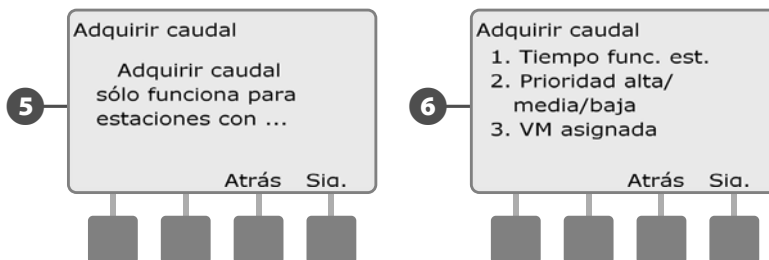 Adquirir caudal
Adquirir caudal
sólo funciona para
estaciones con ...
Atrás Sig.
5
Adquirir caudal
1. Tiempo func. est.
2. Prioridad alta/
media/baja
3. VM asignada
Atrás Sig.
6